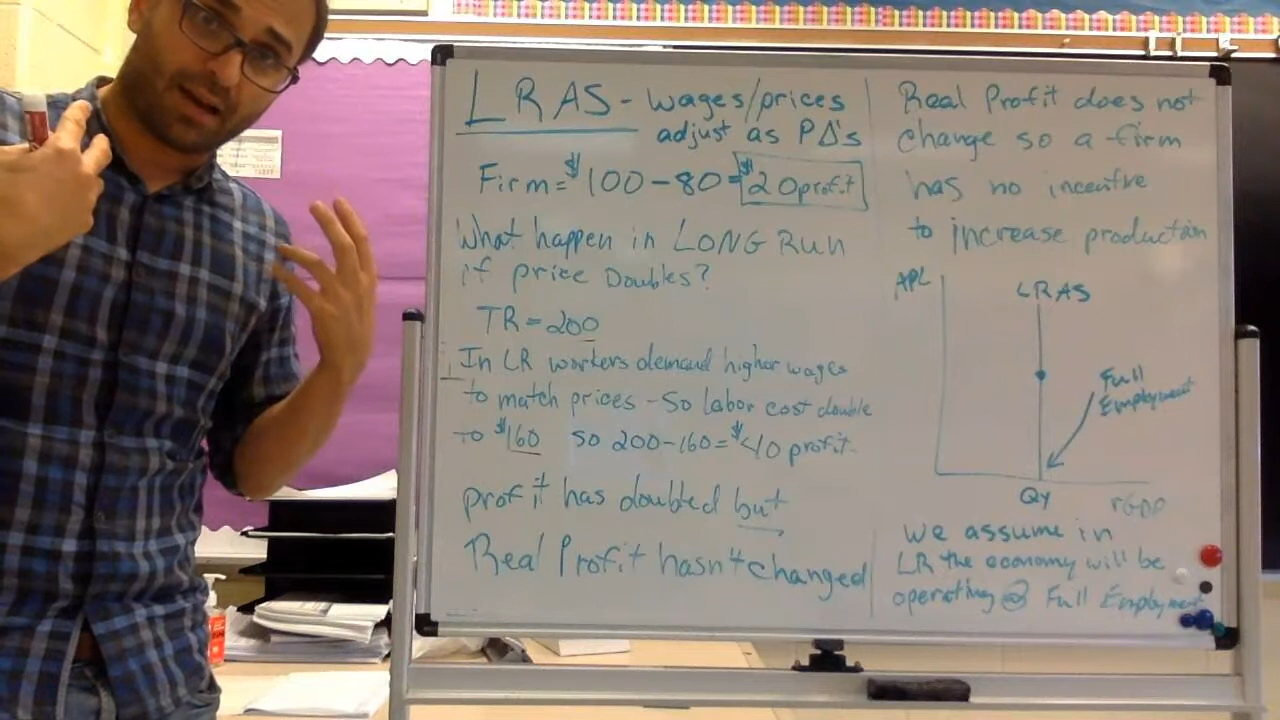 LRAS - wages/prices
adjust as PΔ's
Firm = $100 - 80 = $20 profit
What happen in LONG RUN
if price Doubles?
TR = 200
In LR workers demand higher wages
to match prices - So labor cost double
to $160 so 200-160= $40 profit.
profit has doubled but
Real Profit hasn't changed
Real Profit does not
change so a firm
has no incentive
to increase production
APL
LRAS
Full
Employment
QY
rGDP
We assume in
LR the economy will be
operating @ Full Employment